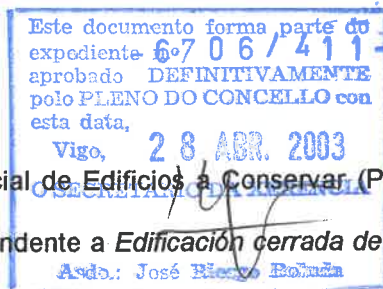 Este documento forma parte do
expediente nº 6706/411-
aprobado DEFINITIVAMENTE
polo PLENO DO CONCELLO con
esta data,
Vigo, 28 ABR. 2003
cial de Edificios a Conservar (P
O SECRETARIO DA XERENCIA
ndente a Edificación cerrada de
Asdo.: José